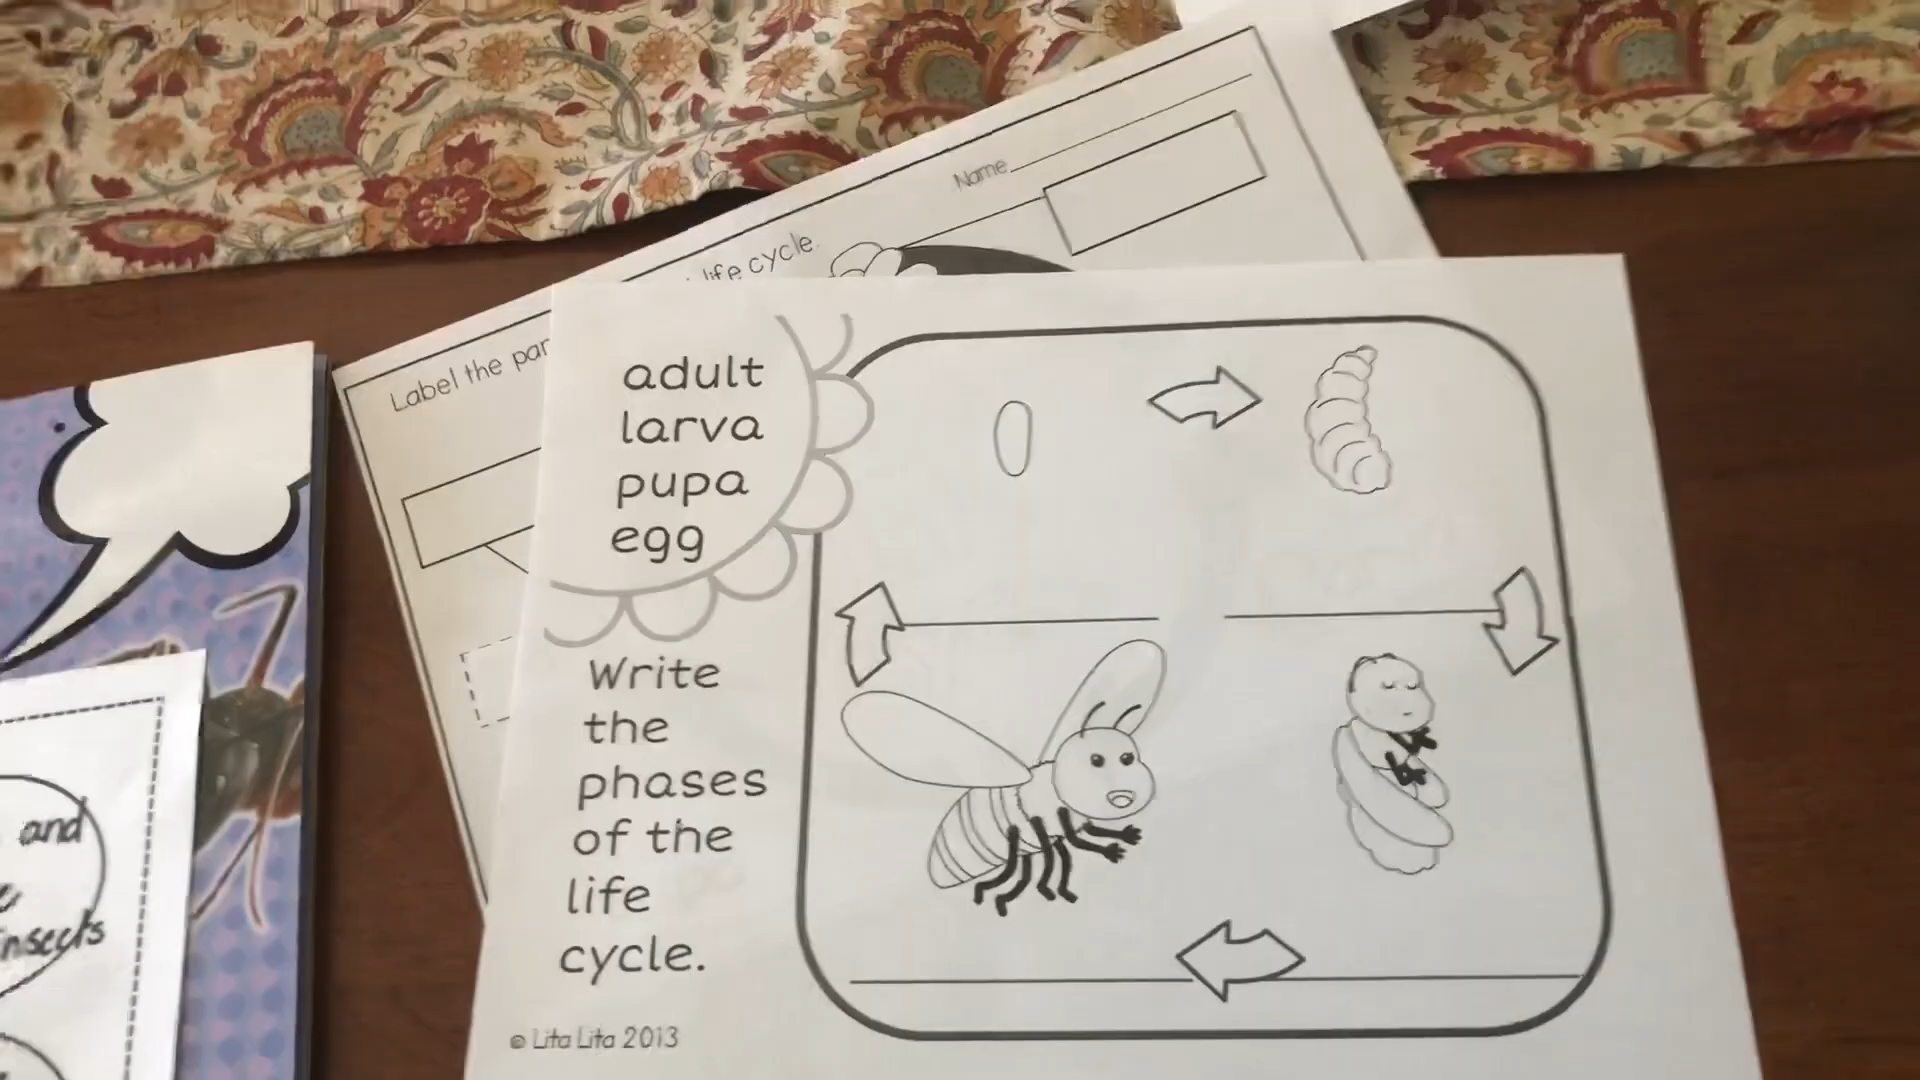 Name
life cycle.
Label the par
adult
larva
pupa
egg
Write
the
phases
of the
life
cycle.
© Lita Lita 2013
and
insects